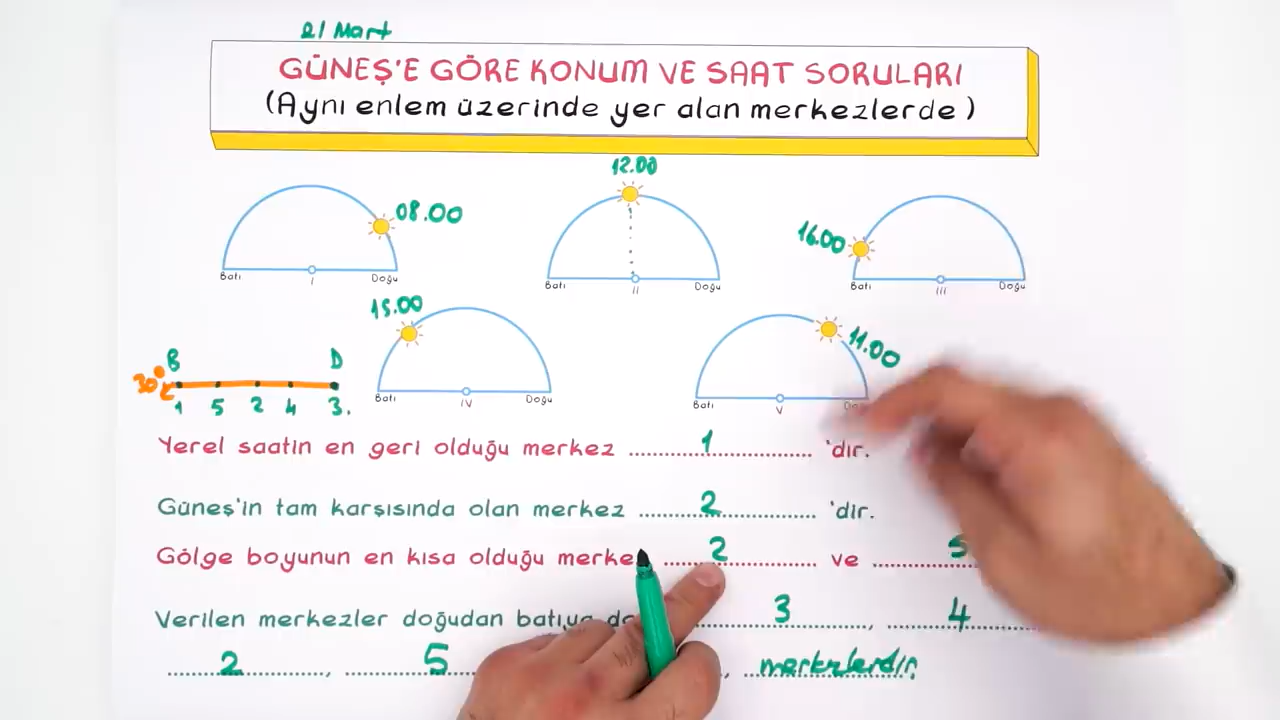 21 Mart
GÜNEŞ'E GÖRE KONUM VE SAAT SORULARI
(Aynı enlem üzerinde yer alan merkezlerde)
08.00
Batı I Doğu
12.00
Batı II Doğu
16.00
Batı III Doğu
15.00
Batı IV Doğu
11.00
Batı V
B D
30°
1 5 2 4 3.
Yerel saatin en geri olduğu merkez 1 'dır.
Güneş'in tam karşısında olan merkez 2 'dir.
Gölge boyunun en kısa olduğu 2 ve 5
Verilen merkezler doğudan batıya 3, 4
2, 5, merkezlerdir.